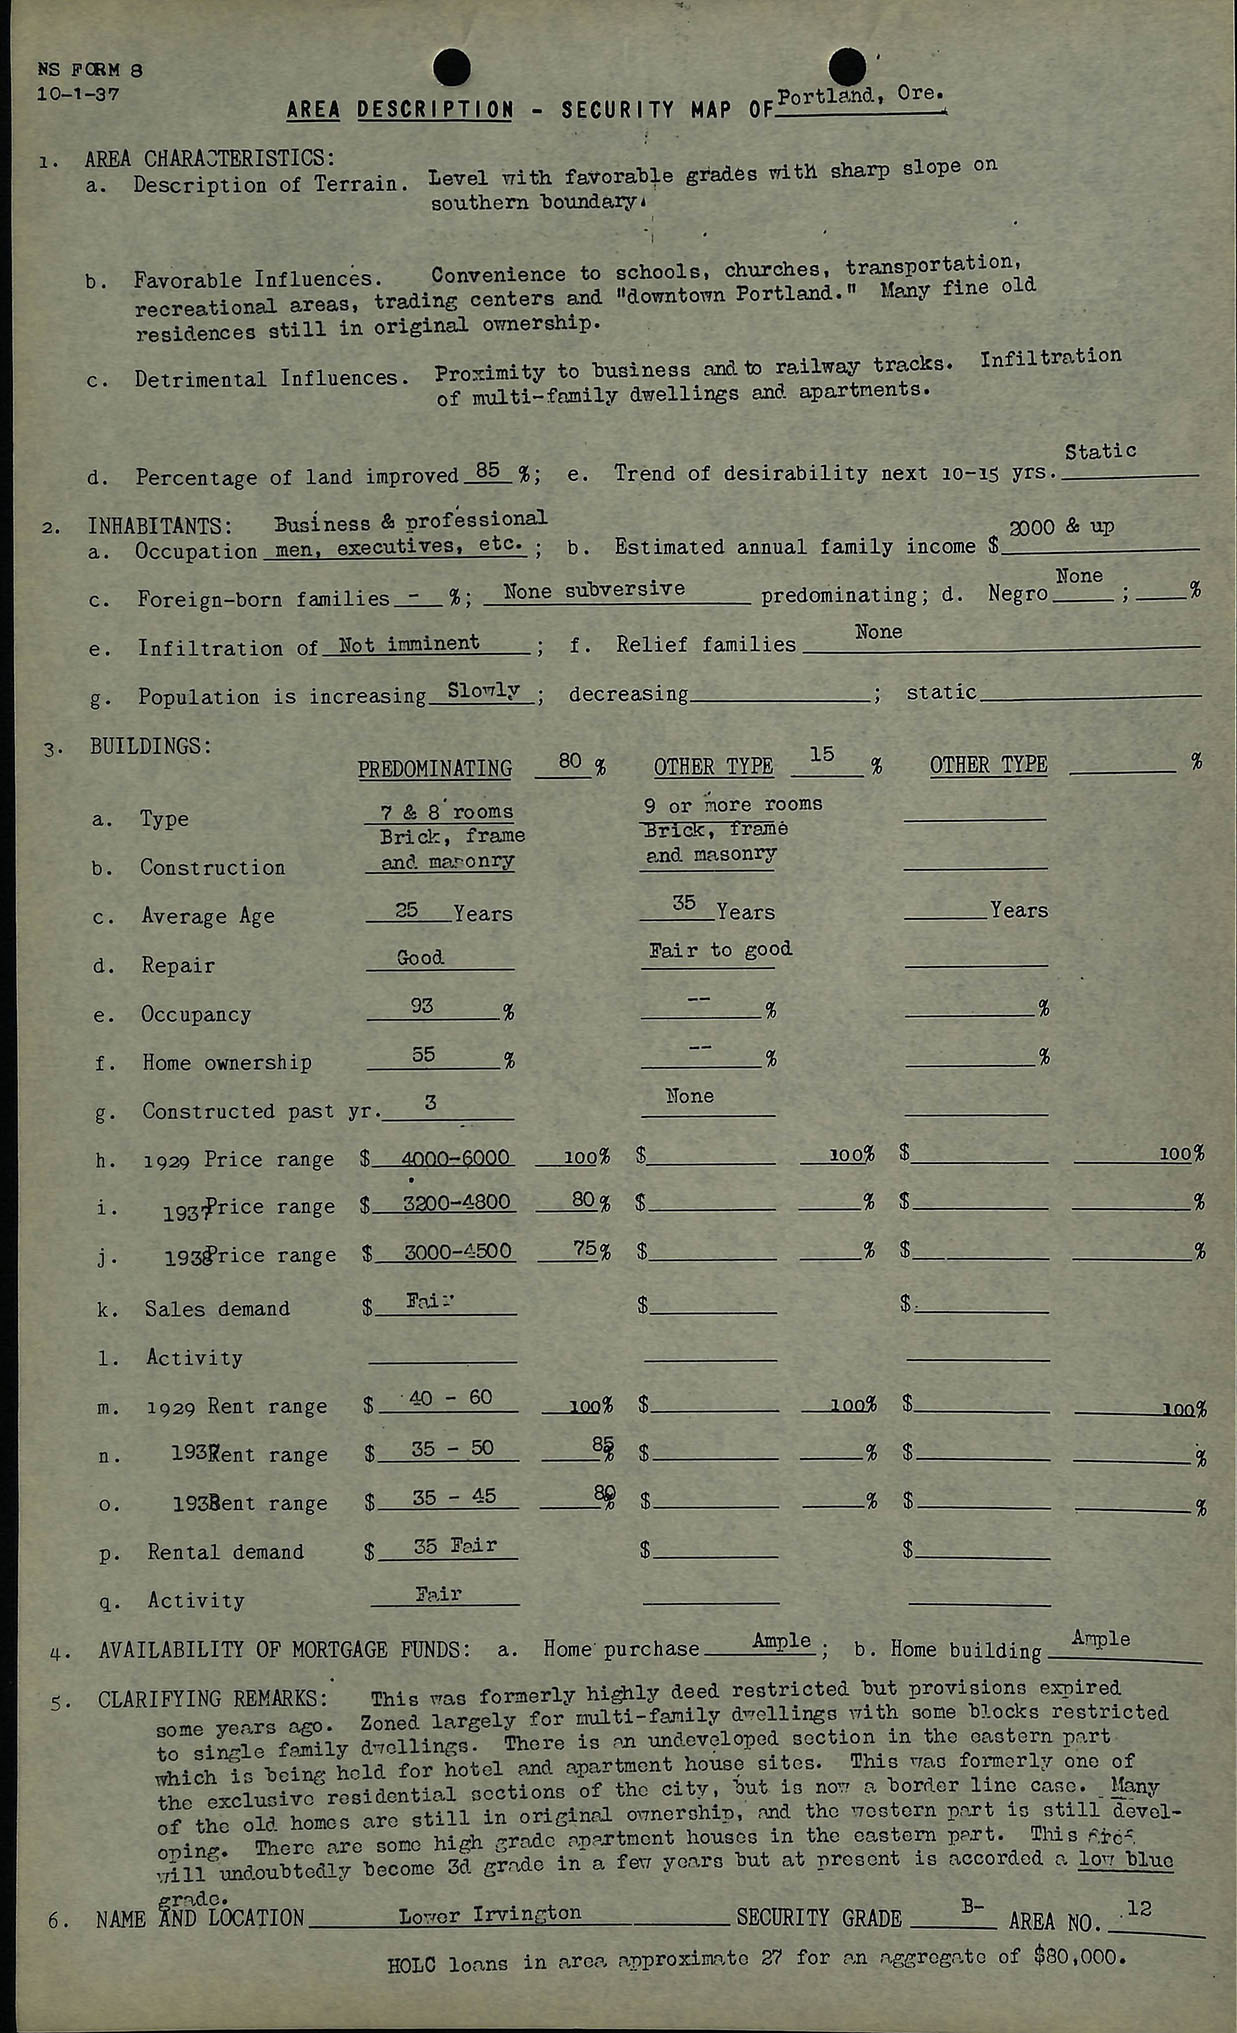 NS FORM 8
10-1-37
AREA DESCRIPTION - SECURITY MAP OF Portland, Ore.
1. AREA CHARACTERISTICS:
a. Description of Terrain. Level with favorable grades with sharp slope on
southern boundary.
b. Favorable Influences. Convenience to schools, churches, transportation,
recreational areas, trading centers and "downtown Portland." Many fine old
residences still in original ownership.
c. Detrimental Influences. Proximity to business and to railway tracks. Infiltration
of multi-family dwellings and apartments.
d. Percentage of land improved 85 %; e. Trend of desirability next 10-15 yrs. Static
2. INHABITANTS: Business & professional
a. Occupation men, executives, etc. ; b. Estimated annual family income $ 2000 & up
c. Foreign-born families - %; None subversive predominating; d. Negro None ; %
e. Infiltration of Not imminent ; f. Relief families None
g. Population is increasing Slowly ; decreasing ; static
3. BUILDINGS:
PREDOMINATING 80 % OTHER TYPE 15 % OTHER TYPE %
a. Type 7 & 8 rooms 9 or more rooms
Brick, frame Brick, frame
b. Construction and masonry and masonry
c. Average Age 25 Years 35 Years Years
d. Repair Good Fair to good
e. Occupancy 93 % -- % %
f. Home ownership 55 % -- % %
g. Constructed past yr. 3 None
h. 1929 Price range $ 4000-6000 100% $ 100% $ 100%
i. 1937 Price range $ 3200-4800 80% $ % $ %
j. 1938 Price range $ 3000-4500 75% $ % $ %
k. Sales demand $ Fair $ $
l. Activity
m. 1929 Rent range $ 40 - 60 100% $ 100% $ 100%
n. 1937 Rent range $ 35 - 50 85% $ % $ %
o. 1938 Rent range $ 35 - 45 80% $ % $ %
p. Rental demand $ 35 Fair $ $
q. Activity Fair
4. AVAILABILITY OF MORTGAGE FUNDS: a. Home purchase Ample ; b. Home building Ample
5. CLARIFYING REMARKS: This was formerly highly deed restricted but provisions expired
some years ago. Zoned largely for multi-family dwellings with some blocks restricted
to single family dwellings. There is an undeveloped section in the eastern part
which is being held for hotel and apartment house sites. This was formerly one of
the exclusive residential sections of the city, but is now a border line case. Many
of the old homes are still in original ownership, and the western part is still devel-
oping. There are some high grade apartment houses in the eastern part. This area
will undoubtedly become 3d grade in a few years but at present is accorded a low blue
grade.
6. NAME AND LOCATION Lower Irvington SECURITY GRADE B- AREA NO. 12
HOLC loans in area approximate 27 for an aggregate of $80,000.